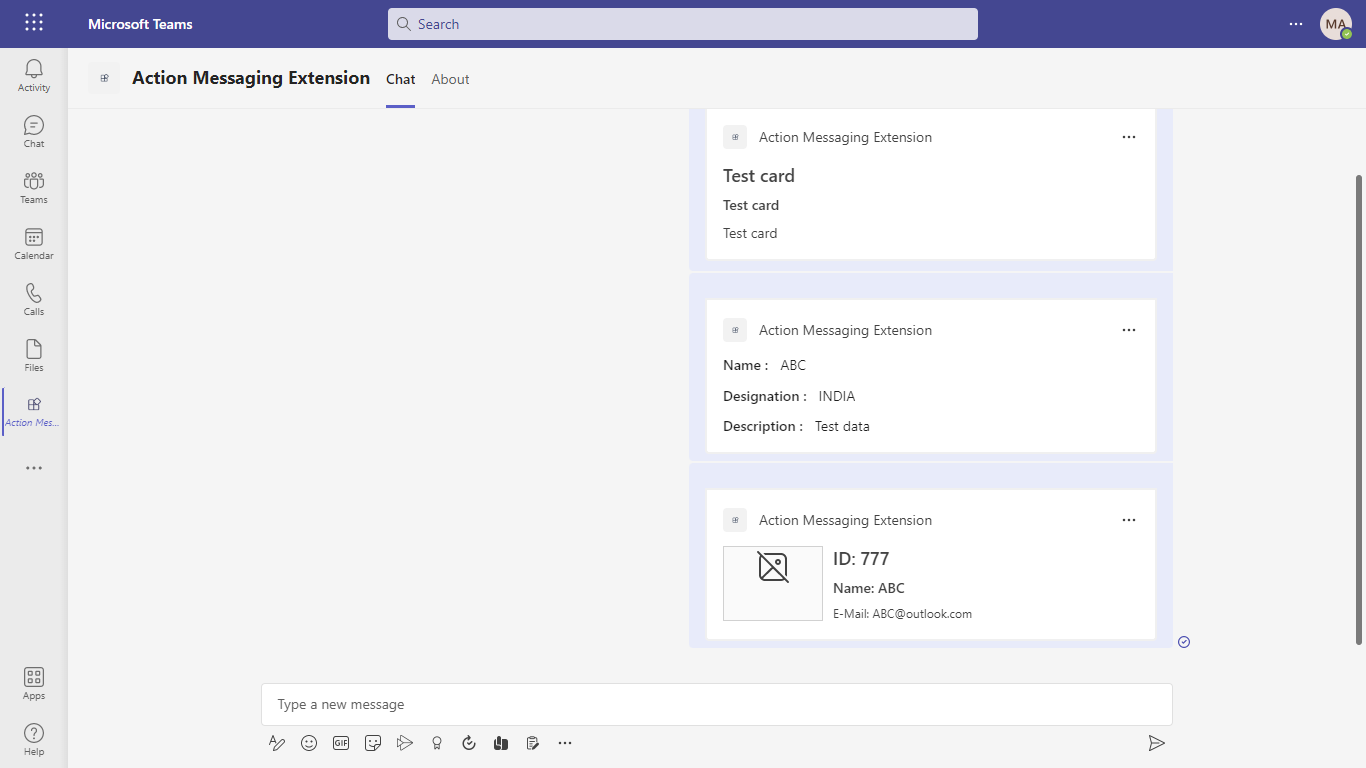 Microsoft Teams
Search
MA
Activity
Chat
Teams
Calendar
Calls
Files
Action Mes...
Apps
Help
Action Messaging Extension Chat About
Action Messaging Extension
Test card
Test card
Test card
Action Messaging Extension
Name : ABC
Designation : INDIA
Description : Test data
Action Messaging Extension
ID: 777
Name: ABC
E-Mail: ABC@outlook.com
Type a new message
GIF